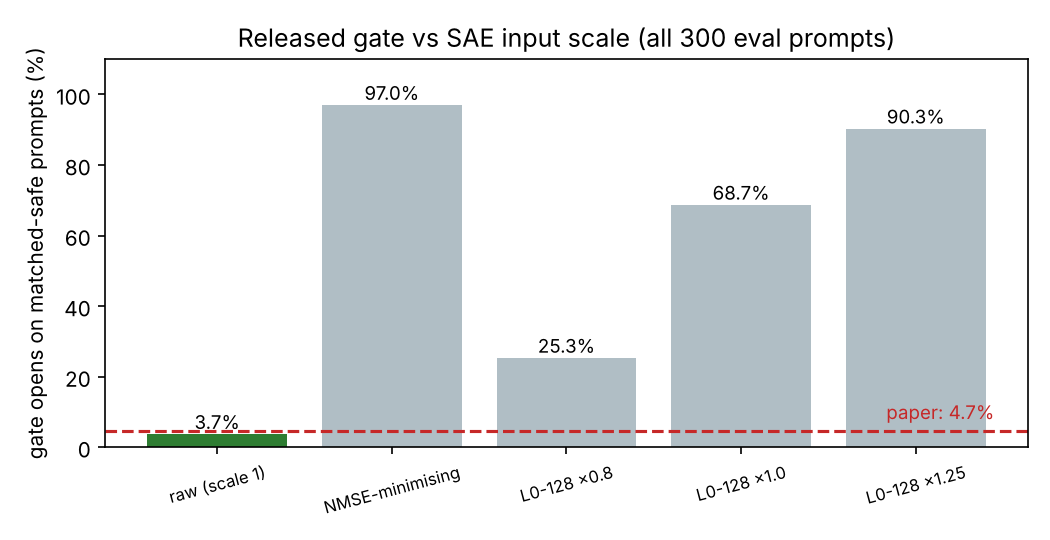 Released gate vs SAE input scale (all 300 eval prompts)
gate opens on matched-safe prompts (%)
100
80
60
40
20
0
3.7%
97.0%
25.3%
68.7%
90.3%
paper: 4.7%
raw (scale 1)
NMSE-minimising
L0-128 ×0.8
L0-128 ×1.0
L0-128 ×1.25